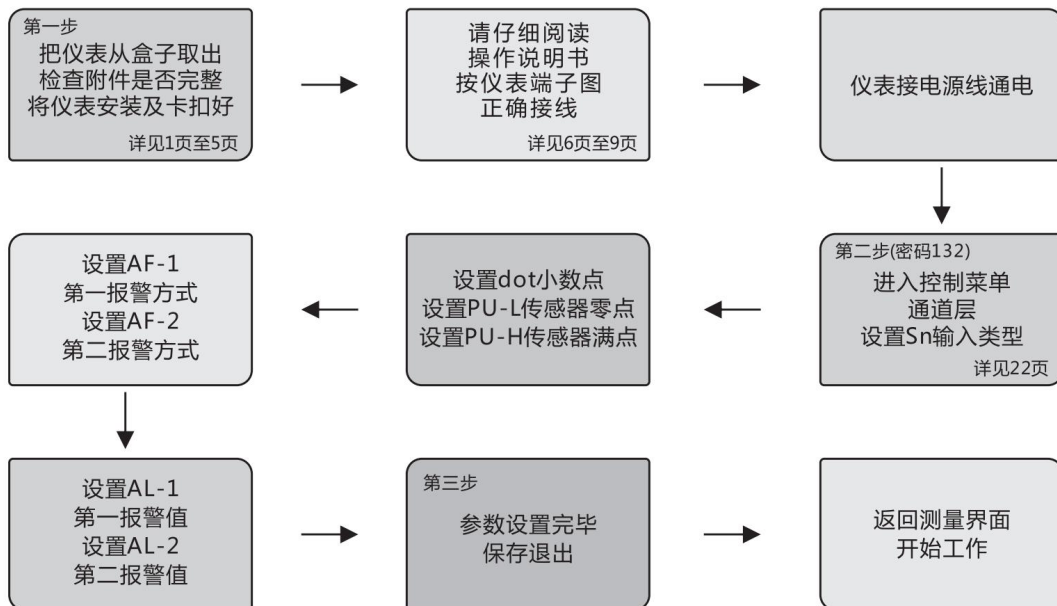 第一步
把仪表从盒子取出
检查附件是否完整
将仪表安装及卡扣好
详见1页至5页
请仔细阅读
操作说明书
按仪表端子图
正确接线
详见6页至9页
仪表接电源线通电
第二步(密码132)
进入控制菜单
通道层
设置Sn输入类型
详见22页
设置dot小数点
设置PU-L传感器零点
设置PU-H传感器满点
设置AF-1
第一报警方式
设置AF-2
第二报警方式
设置AL-1
第一报警值
设置AL-2
第二报警值
第三步
参数设置完毕
保存退出
返回测量界面
开始工作